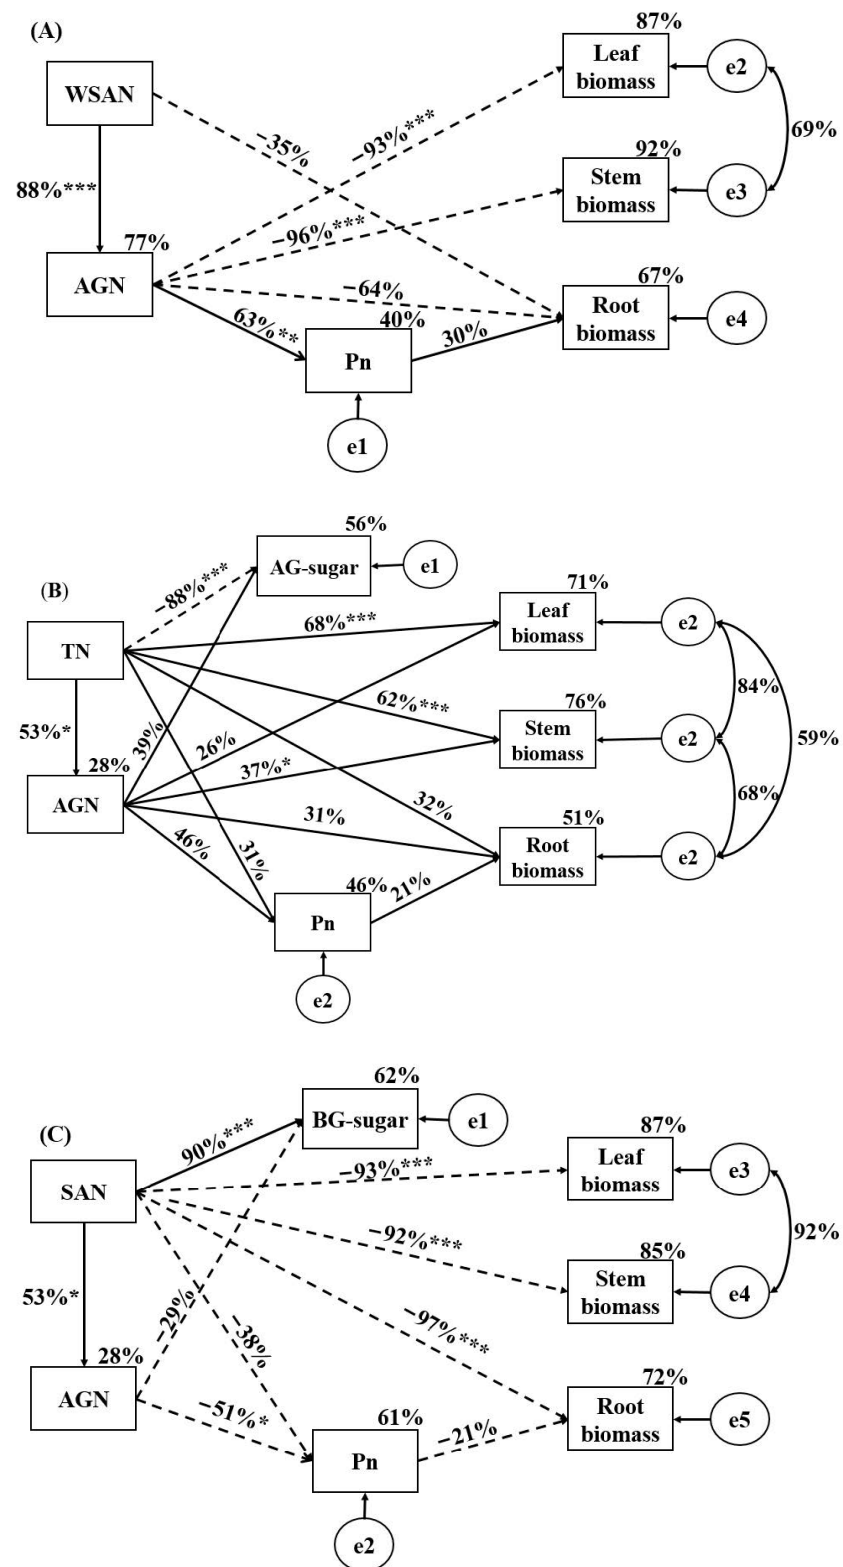 (A)
87%
Leaf
biomass
e2
WSAN
−35%
−93%***
69%
92%
Stem
biomass
e3
88%***
−96%***
77%
AGN
−64%
67%
Root
biomass
e4
63%**
40%
30%
Pn
e1
56%
AG-sugar
e1
(B)
−88%***
71%
Leaf
biomass
e2
68%***
TN
84%
62%***
76%
Stem
biomass
e2
59%
53%*
39%
26%
28%
37%*
AGN
68%
32%
31%
51%
Root
biomass
e2
46%
31%
46%
21%
Pn
e2
62%
BG-sugar
e1
(C)
90%***
87%
Leaf
biomass
e3
−93%***
SAN
−92%***
92%
85%
Stem
biomass
e4
53%*
−29%
−38%
−97%***
28%
AGN
72%
Root
biomass
e5
−51%*
61%
−21%
Pn
e2